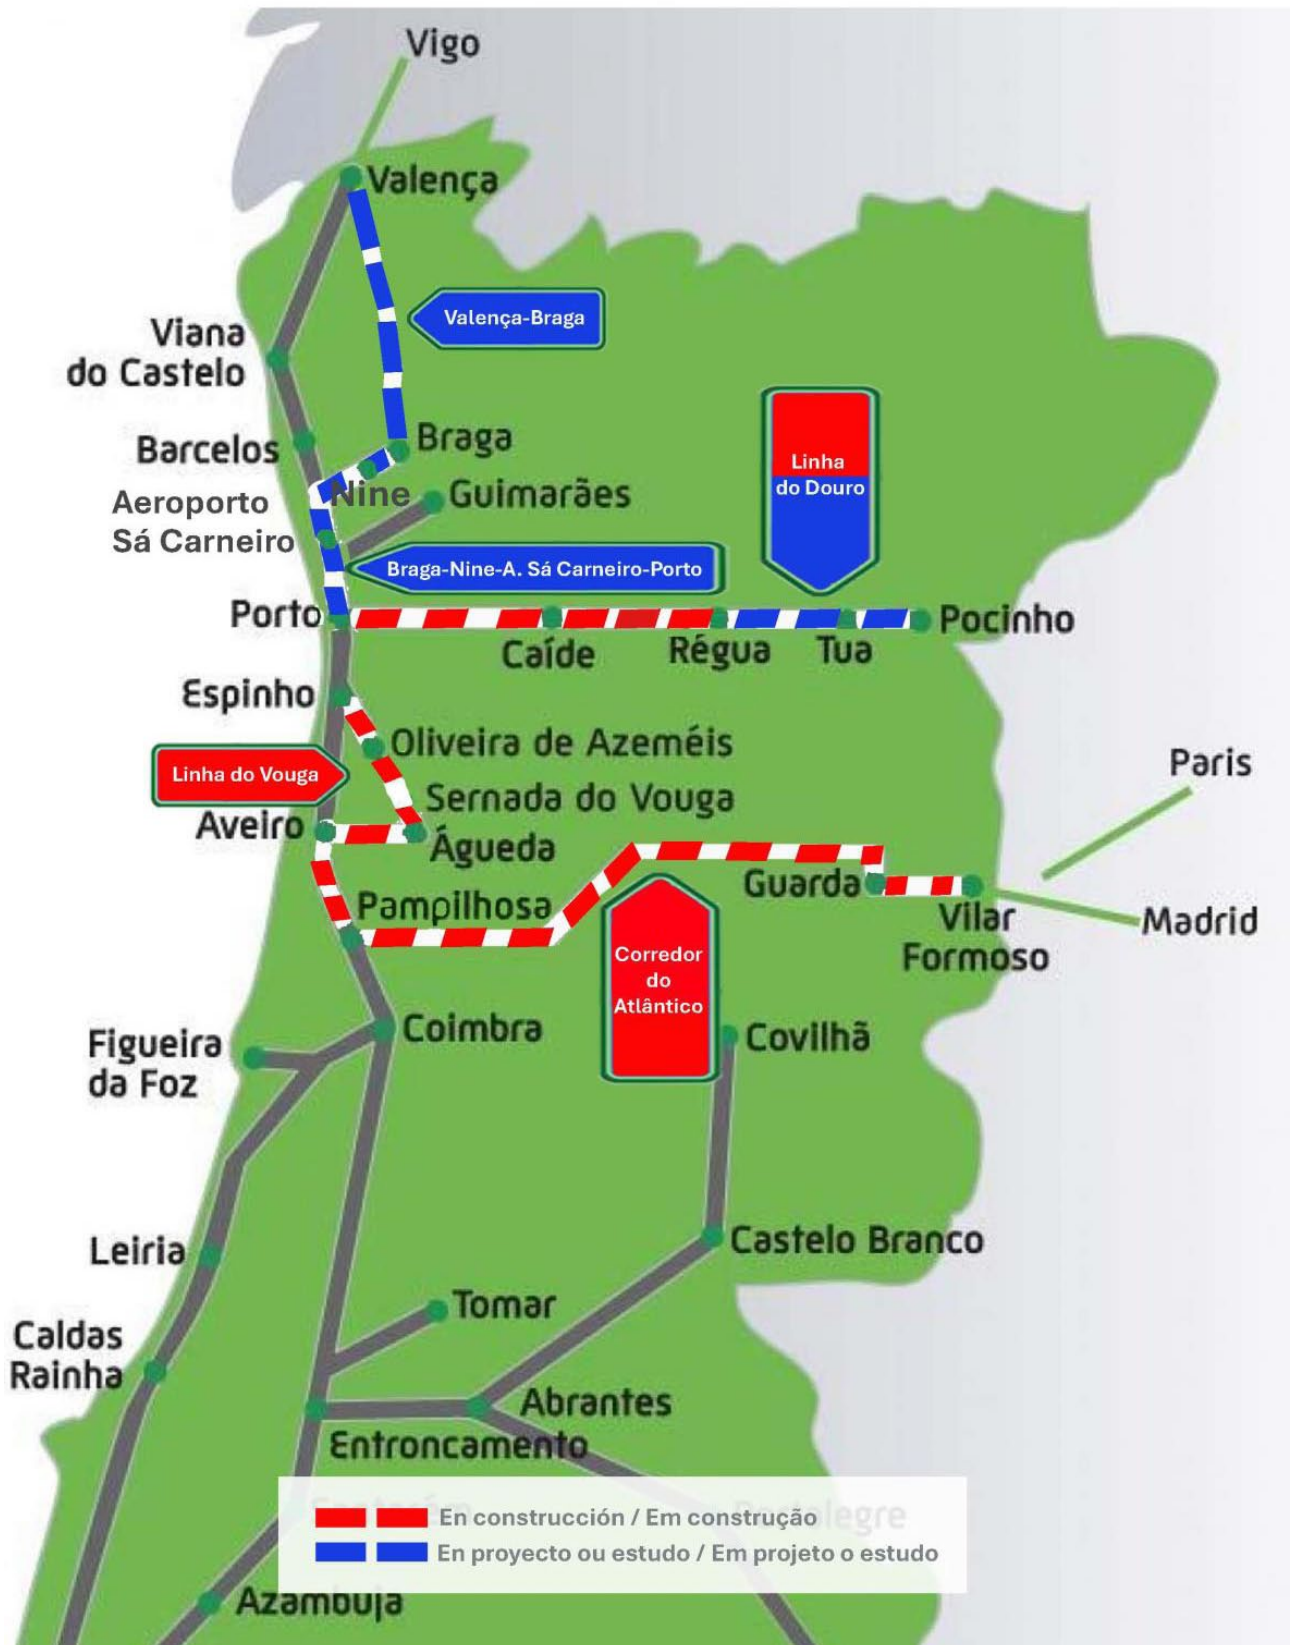 Vigo
Valença
Valença-Braga
Viana
do Castelo
Barcelos
Braga
Nine
Guimarães
Aeroporto
Sá Carneiro
Linha
do Douro
Braga-Nine-A. Sá Carneiro-Porto
Porto
Caíde
Régua
Tua
Pocinho
Espinho
Oliveira de Azeméis
Linha do Vouga
Sernada do Vouga
Aveiro
Águeda
Paris
Guarda
Pampilhosa
Vilar
Formoso
Madrid
Corredor
do
Atlântico
Coimbra
Covilhã
Figueira
da Foz
Leiria
Castelo Branco
Tomar
Caldas
Rainha
Abrantes
Entroncamento
Santarém
Portalegre
En construcción / Em construção
En proyecto ou estudo / Em projeto o estudo
Azambuja